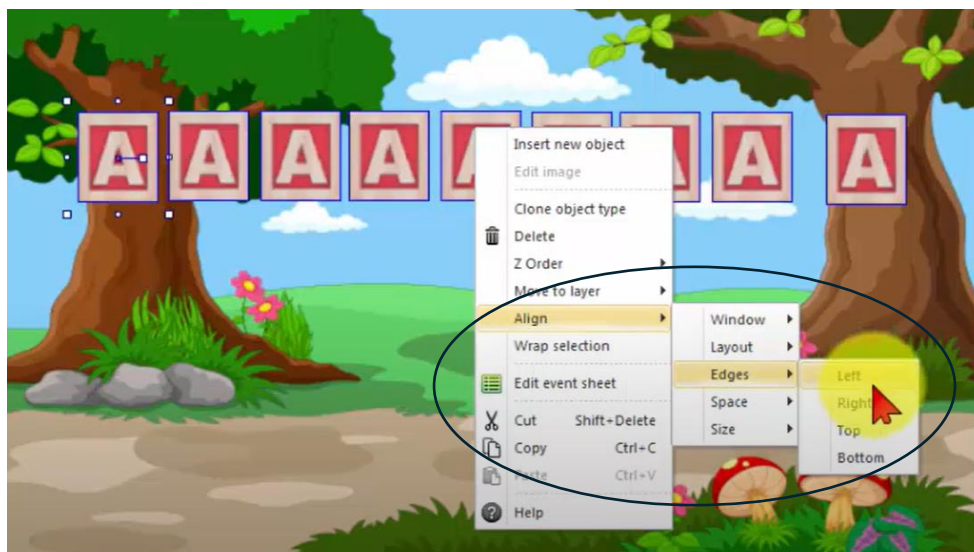 A A A A A A A A A
Insert new object
Edit image
Clone object type
Delete
Z Order
Move to layer
Align
Wrap selection
Edit event sheet
Cut Shift+Delete
Copy Ctrl+C
Paste Ctrl+V
Help
Window
Layout
Edges
Space
Size
Left
Right
Top
Bottom